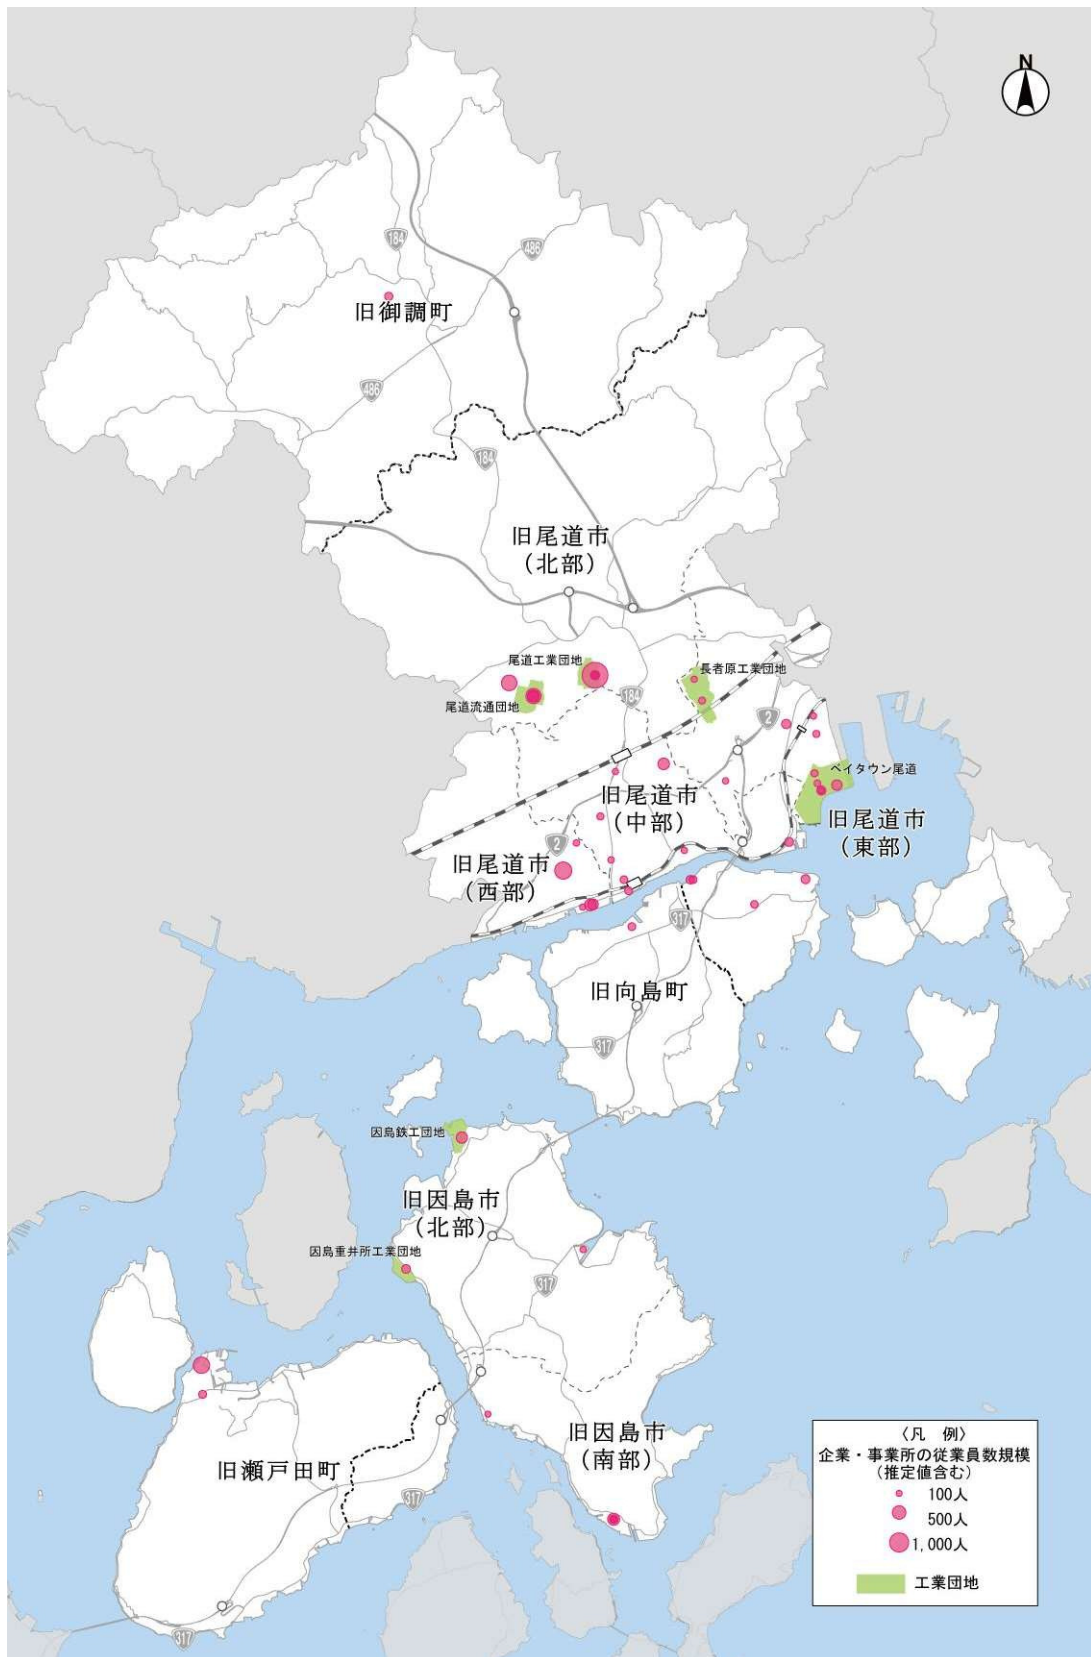 N
184
486
旧御調町
486
184
旧尾道市
（北部）
尾道工業団地
長者原工業団地
尾道流通団地
184
2
ベイタウン尾道
旧尾道市
（中部）
旧尾道市
（東部）
2
旧尾道市
（西部）
317
旧向島町
317
因島鉄工団地
旧因島市
（北部）
因島重井所工業団地
317
旧因島市
（南部）
旧瀬戸田町
317
317
〈凡 例〉
企業・事業所の従業員数規模
（推定値含む）
100人
500人
1,000人
工業団地